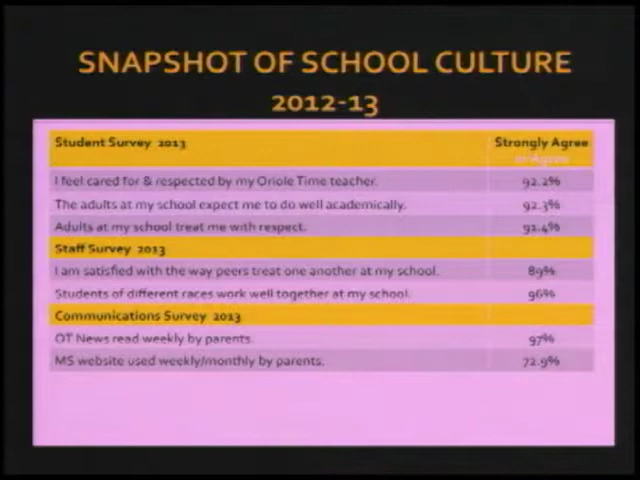 SNAPSHOT OF SCHOOL CULTURE
2012-13
Student Survey 2013 Strongly Agree
or Agree
I feel cared for & respected by my Oriole Time teacher. 92.2%
The adults at my school expect me to do well academically. 92.3%
Adults at my school treat me with respect. 91.4%
Staff Survey 2013
I am satisfied with the way peers treat one another at my school. 89%
Students of different races work well together at my school. 96%
Communications Survey 2013
OT News read weekly by parents. 97%
MS website used weekly/monthly by parents. 72.9%